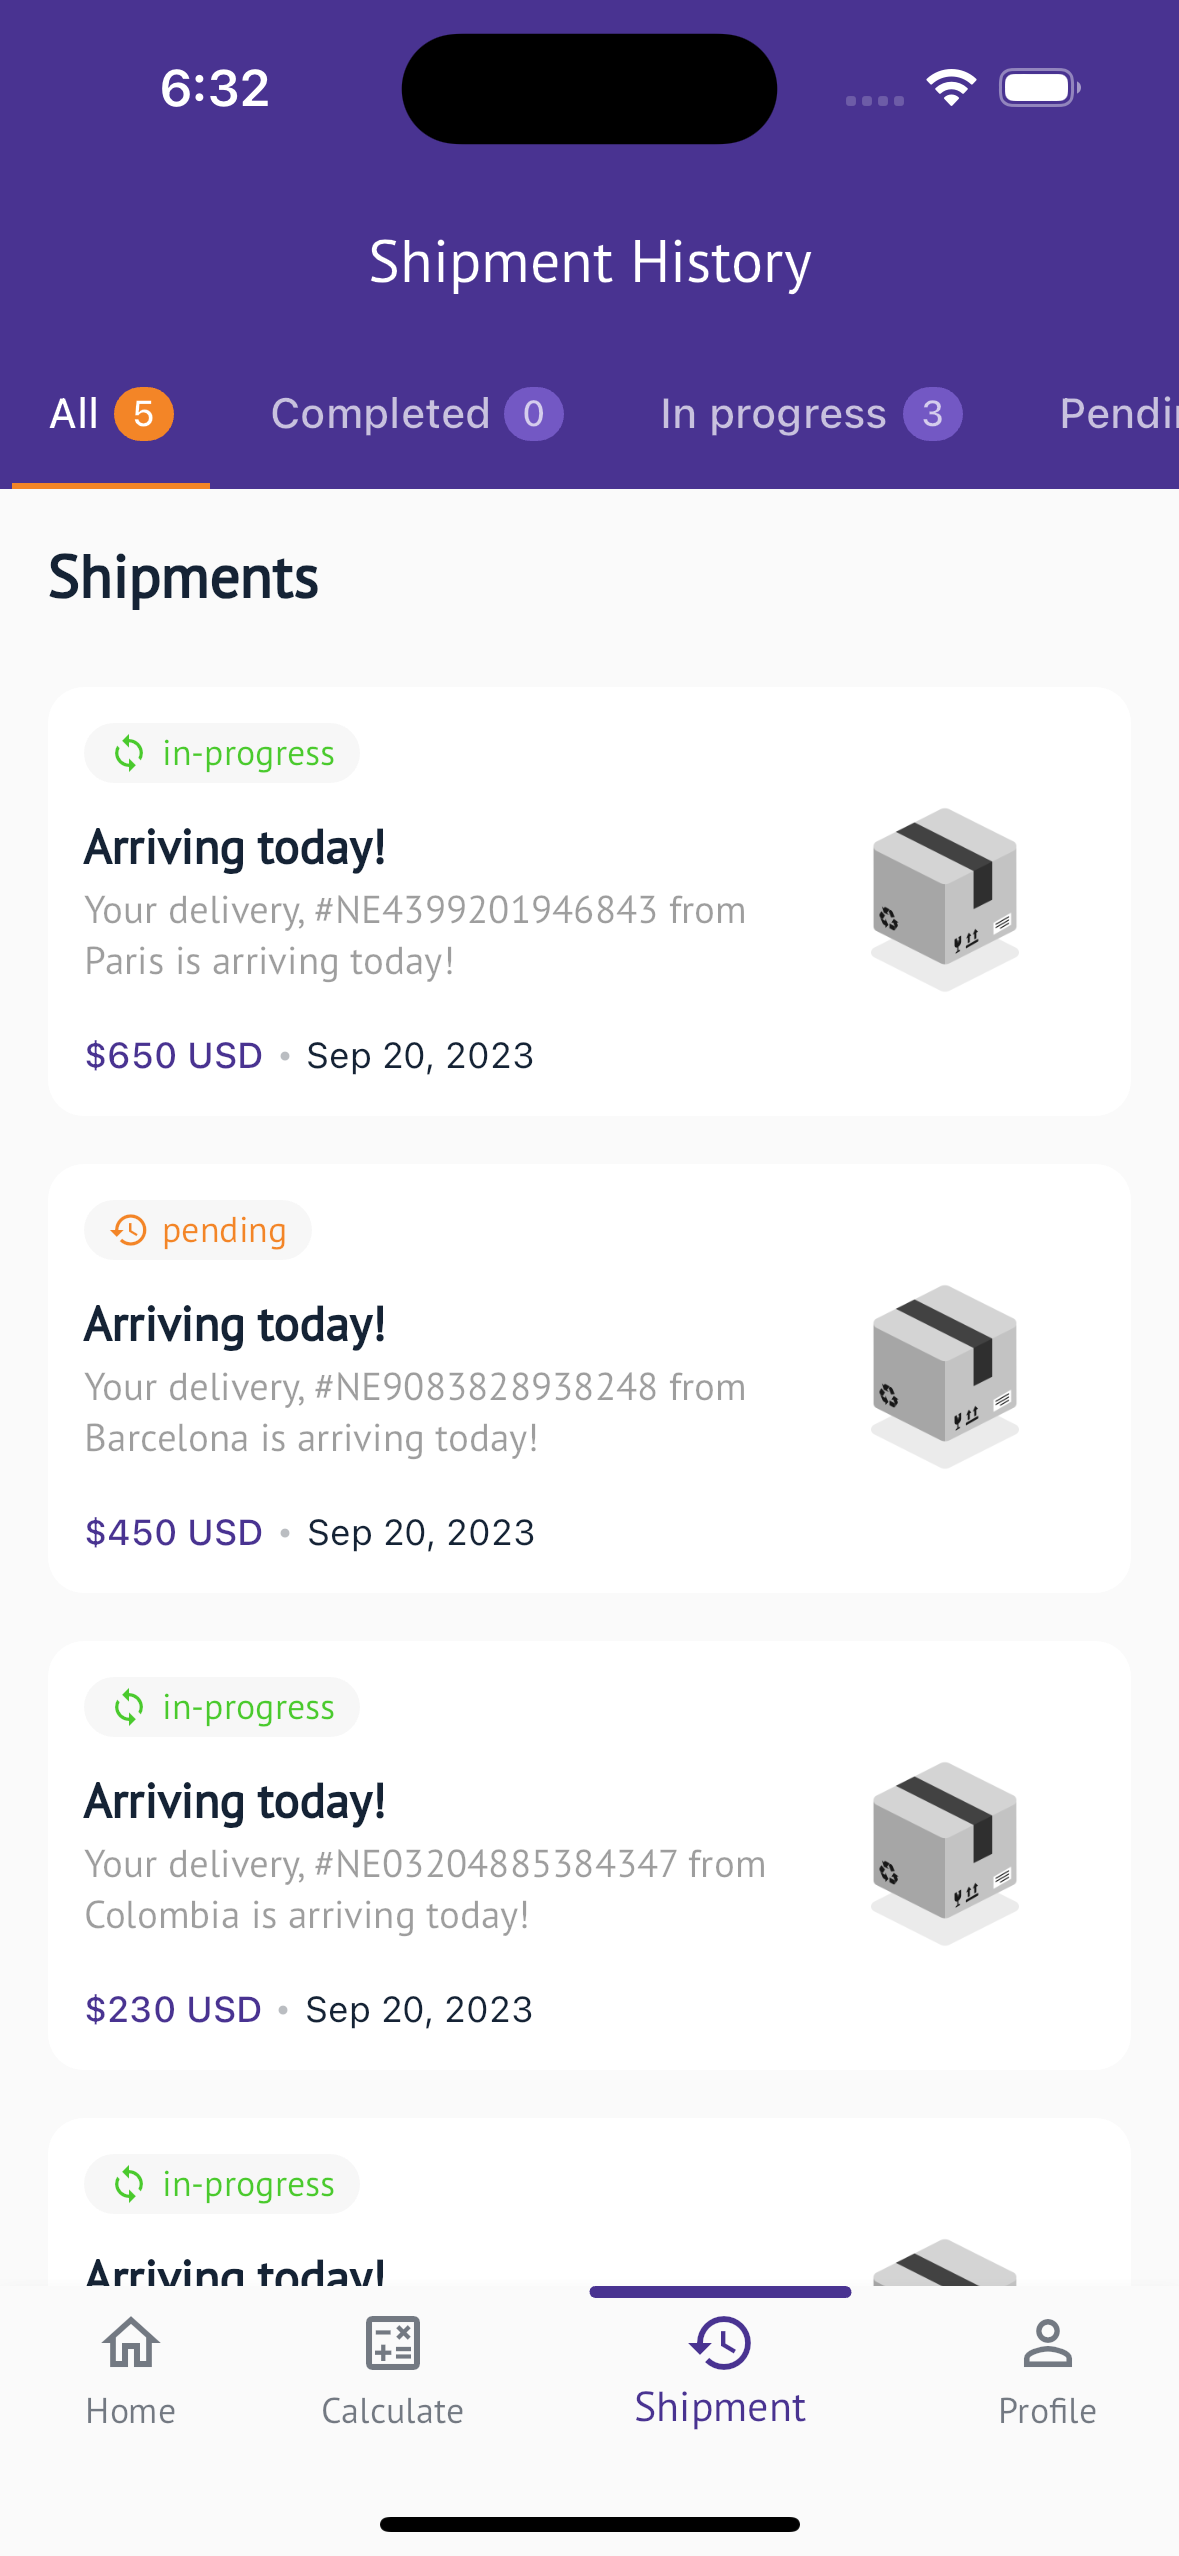 6:32
Shipment History
All 5 Completed 0 In progress 3 Pendin
Shipments
in-progress
Arriving today!
Your delivery, #NE4399201946843 from
Paris is arriving today!
$650 USD • Sep 20, 2023
pending
Arriving today!
Your delivery, #NE9083828938248 from
Barcelona is arriving today!
$450 USD • Sep 20, 2023
in-progress
Arriving today!
Your delivery, #NE03204885384347 from
Colombia is arriving today!
$230 USD • Sep 20, 2023
in-progress
Arriving today!
Home Calculate Shipment Profile